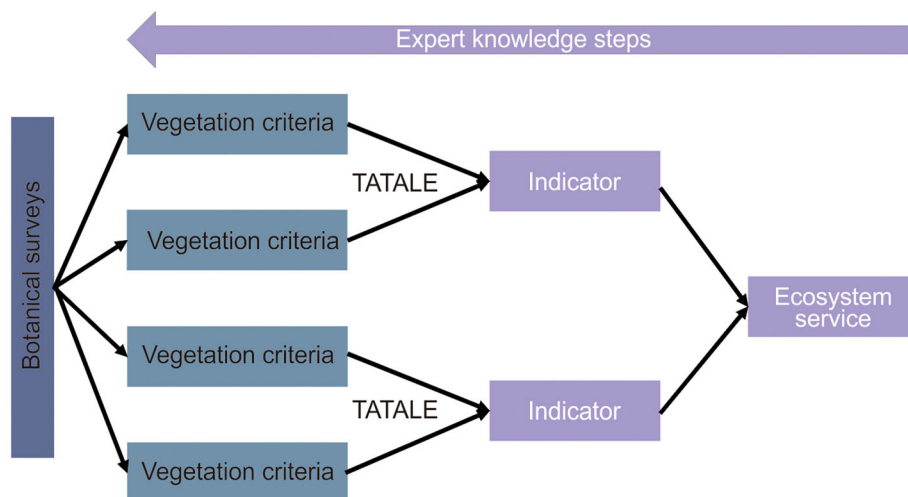 Expert knowledge steps
Botanical surveys
Vegetation criteria
TATALE
Vegetation criteria
Indicator
Ecosystem
service
Vegetation criteria
TATALE
Vegetation criteria
Indicator